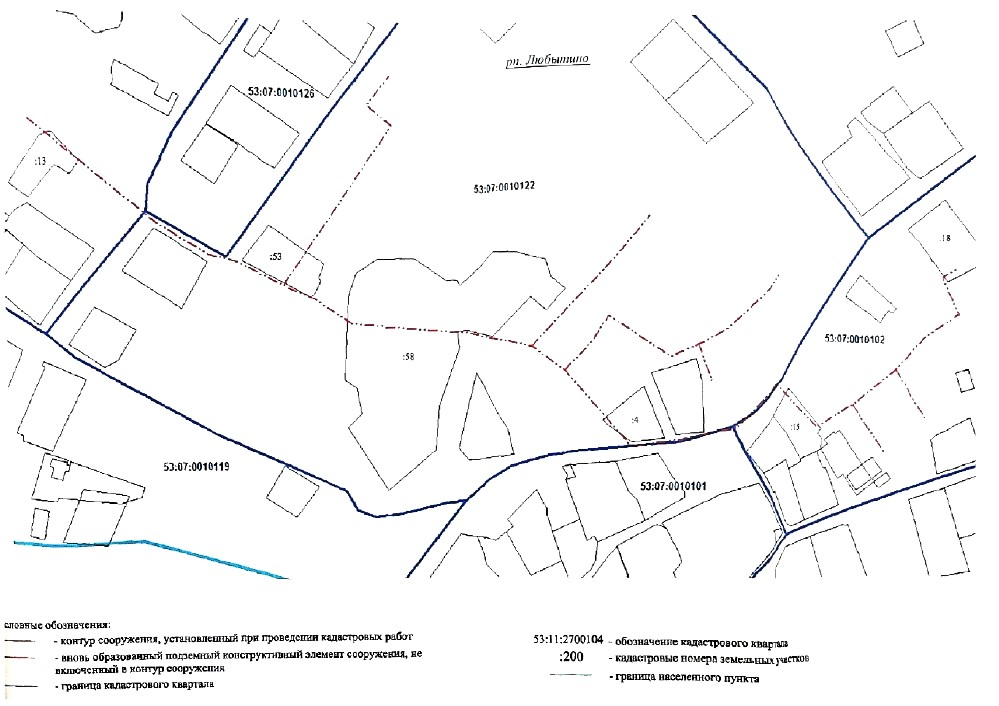 рп. Любытино
53:07:0010126
:13
53:07:0010122
:53
:18
53:07:0010102
:58
:4
:15
53:07:0010119
53:07:0010101
словные обозначения:
- контур сооружения, установленный при проведении кадастровых работ
- вновь образованный подземный конструктивный элемент сооружения, не
включенный в контур сооружения
- граница кадастрового квартала
53:11:2700104 - обозначение кадастрового квартала
:200 - кадастровые номера земельных участков
- граница населенного пункта